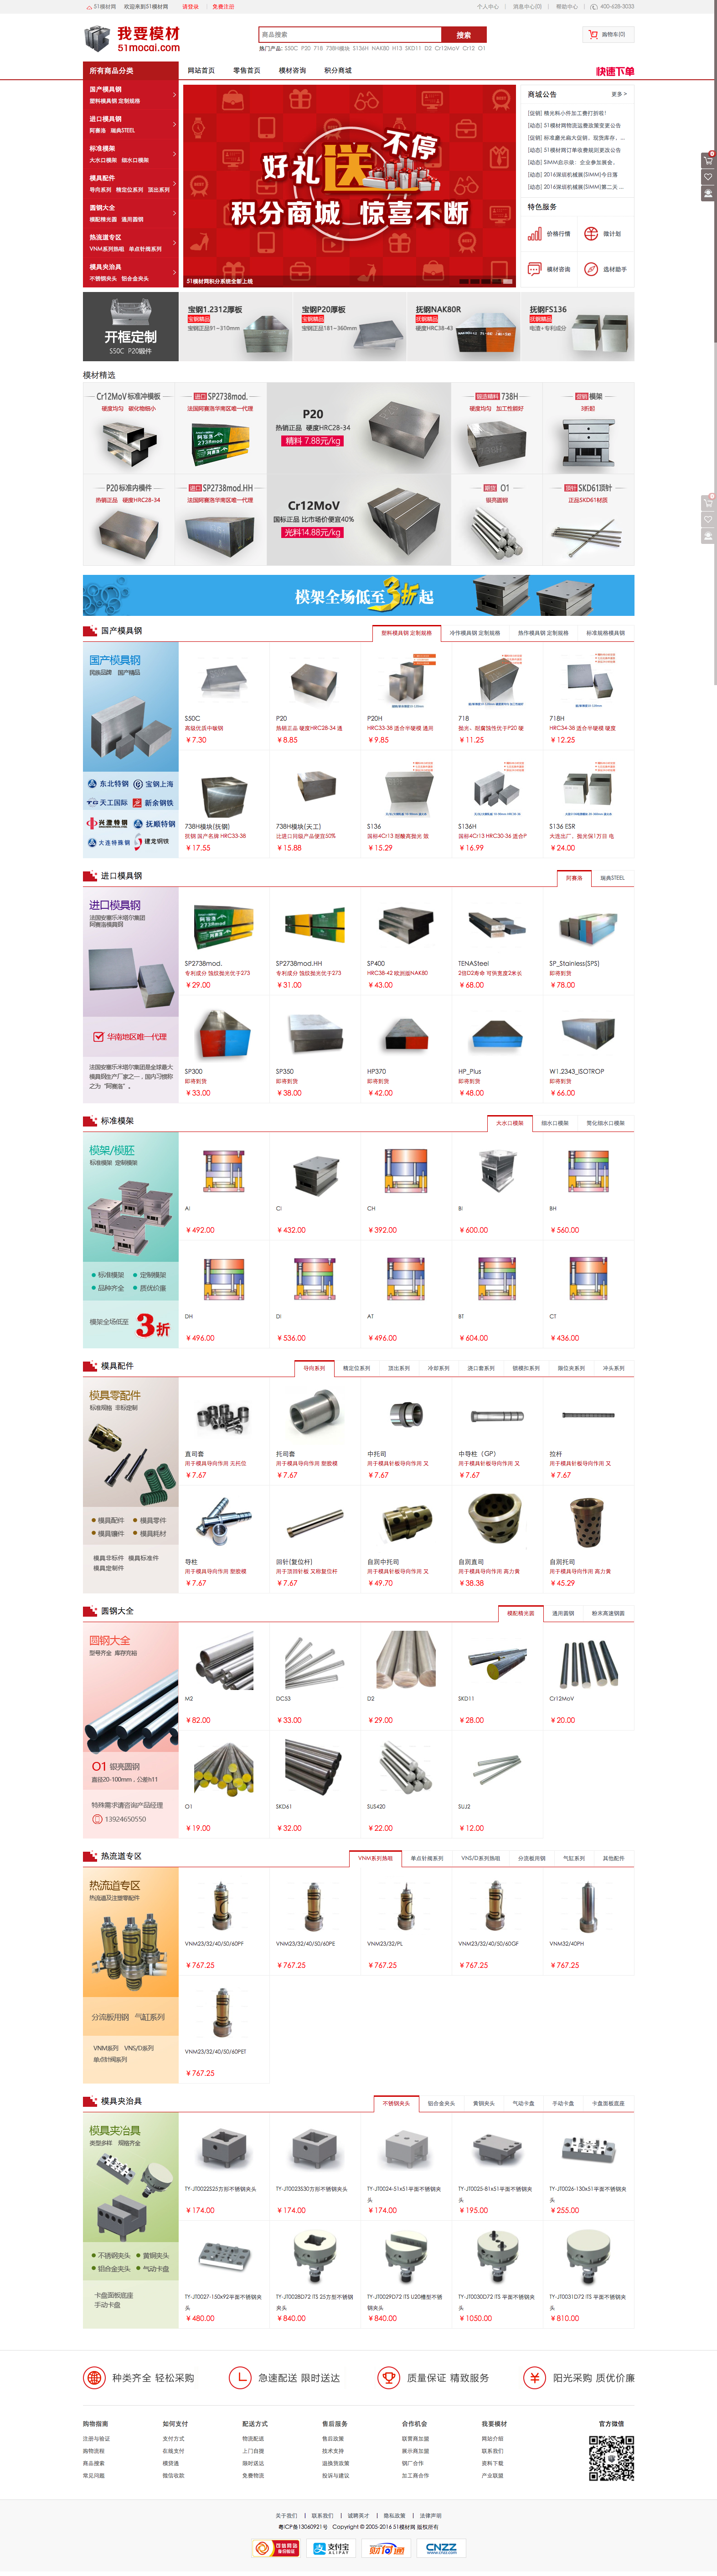 51模材网 欢迎来到51模材网 请登录 免费注册 个人中心 消息中心(0) 帮助中心 400-628-3033
我要模材
51mocai.com
商品搜索 搜索
购物车(0)
热门产品: S50C P20 718 738H模块 S136H NAK80 H13 SKD11 D2 Cr12MoV Cr12 O1
所有商品分类 网站首页 零售首页 模材咨询 积分商城 快速下单
国产模具钢
塑料模具钢 定制规格
进口模具钢
阿赛洛 瑞典STEEL
标准模架
大水口模架 细水口模架
模具配件
导向系列 精定位系列 顶出系列
圆钢大全
模配精光圆 通用圆钢
热流道专区
VNM系列热咀 单点针阀系列
模具夹治具
不锈钢夹头 铝合金夹头
好礼送不停
积分商城 惊喜不断
51模材网积分系统全新上线
商城公告 更多 >
[促销] 精光料小件加工费打折啦!
[动态] 51模材网物流运费政策变更公告
[动态] 51模材网订单收费规则更改公告
[动态] SIMM启示录：企业参加展会,
[动态] 2016深圳机械展(SIMM)今日落
[动态] 2016深圳机械展(SIMM)第二天 ...
特色服务
价格行情 微计划
模材咨询 选材助手
开框定制
S50C P20锻件
宝钢1.2312厚板
宝钢精品
宝钢正品91-310mm
宝钢P20厚板
宝钢精品
宝钢正品181-360mm
抚钢NAK80R
抚钢精品
硬度HRC38-43
抚钢FS136
抚钢精品
电渣+专利成分
模材精选
Cr12MoV 标准冲模板
硬度均匀 碳化物细小
进口 SP2738mod.
法国阿赛洛华南区唯一代理
P20
热销正品 硬度HRC28-34
精料 7.88元/kg
738H
硬度均匀 加工性能好
模架
3折起
P20 标准内模件
热销正品 硬度HRC28-34
进口 SP2738mod.HH
法国阿赛洛华南区唯一代理
Cr12MoV
国标正品 比市场价便宜40%
光料14.88元/kg
O1
银亮圆钢
顶针 SKD61顶针
正品SKD61材质
模架全场低至3折起
国产模具钢 塑料模具钢 定制规格 冷作模具钢 定制规格 热作模具钢 定制规格 标准规格模具钢
国产模具钢
民族品牌 国产精品
东北特钢 宝钢上海
天工国际 新余钢铁
兴澄特钢 抚顺特钢
大连特殊钢 建龙钢铁
S50C
高级优质中碳钢
￥7.30
P20
热销正品 硬度HRC28-34 通
￥8.85
P20H
HRC33-38 适合半硬模 通用
￥9.85
718
抛光、耐腐蚀性优于P20 硬
￥11.25
718H
HRC34-38 适合半硬模 硬度
￥12.25
738H模块(抚钢)
抚钢 国产名牌 HRC33-38
￥17.55
738H模块(天工)
比进口同级产品便宜50%
￥15.88
S136
国标4Cr13 耐酸高抛光 致
￥15.29
S136H
国标4Cr13 HRC30-36 适合P
￥16.99
S136 ESR
大连出厂、抛光保1万目 电
￥24.00
进口模具钢 阿赛洛 瑞典STEEL
进口模具钢
法国安塞乐米塔尔集团
阿赛洛模具钢
华南地区唯一代理
法国安塞乐米塔尔集团是全球最大
模具钢生产厂家之一，国内习惯称
之为“阿赛洛”。
SP2738mod.
专利成分 蚀纹抛光优于273
￥29.00
SP2738mod.HH
专利成分 蚀纹抛光优于273
￥31.00
SP400
HRC38-42 欧洲版NAK80
￥43.00
TENASteel
2倍D2寿命 可供宽度2米长
￥68.00
SP_Stainless(SPS)
即将到货
￥78.00
SP300
即将到货
￥33.00
SP350
即将到货
￥38.00
HP370
即将到货
￥42.00
HP_Plus
即将到货
￥48.00
W1.2343_ISOTROP
即将到货
￥66.00
标准模架 大水口模架 细水口模架 简化细水口模架
模架/模胚
标准模架 定制模架
标准模架 定制模架
品种齐全 质优价廉
模架全场低至 3折
AI
￥492.00
CI
￥432.00
CH
￥392.00
BI
￥600.00
BH
￥560.00
DH
￥496.00
DI
￥536.00
AT
￥496.00
BT
￥604.00
CT
￥436.00
模具配件 导向系列 精定位系列 顶出系列 冷却系列 进口套系列 锁模扣系列 限位夹系列 冲头系列
模具零配件
标准规格 非标定制
模具配件 模具零件
模具镶件 模具耗材
模具非标件 模具标准件
模具定制件
直司套
用于模具导向作用 无托位
￥7.67
托司套
用于模具导向作用 塑胶模
￥7.67
中托司
用于模具针板导向作用 又
￥7.67
中导柱（GP）
用于模具针板导向作用 又
￥7.67
拉杆
用于模具针板导向作用 又
￥7.67
导柱
用于模具导向作用 塑胶模
￥7.67
回针(复位杆)
用于顶回针板 又称复位杆
￥7.67
自润中托司
用于模具针板导向作用 又
￥49.70
自润直司
用于模具导向作用 高力黄
￥38.38
自润托司
用于模具导向作用 高力黄
￥45.29
圆钢大全 模配精光圆 通用圆钢 粉末高速钢圆
圆钢大全
型号齐全 库存充裕
O1 银亮圆钢
直径20-100mm，公差h11
特殊需求请咨询产品经理
13924650550
M2
￥82.00
DC53
￥33.00
D2
￥29.00
SKD11
￥28.00
Cr12MoV
￥20.00
O1
￥19.00
SKD61
￥32.00
SUS420
￥22.00
SUJ2
￥12.00
热流道专区 VNM系列热咀 单点针阀系列 VNS/D系列热咀 分流板用钢 气缸系列 其他配件
热流道专区
热流道及注塑零配件
分流板用钢 气缸系列
VNM系列 VNS/D系列
单点针阀系列
VNM23/32/40/50/60PF
￥767.25
VNM23/32/40/50/60PE
￥767.25
VNM23/32/PL
￥767.25
VNM23/32/40/50/60GF
￥767.25
VNM32/40PH
￥767.25
VNM23/32/40/50/60PET
￥767.25
模具夹治具 不锈钢夹头 铝合金夹头 黄铜夹头 气动卡盘 手动卡盘 卡盘面板底座
模具夹冶具
类型多样 规格齐全
不锈钢夹头 黄铜夹头
铝合金夹头 气动卡盘
卡盘面板底座
手动卡盘
TY-JT0022S25方形不锈钢夹头
￥174.00
TY-JT0023S30方形不锈钢夹头
￥174.00
TY-JT0024-51x51平面不锈钢夹
头
￥174.00
TY-JT0025-81x51平面不锈钢夹
头
￥195.00
TY-JT0026-130x51平面不锈钢夹
头
￥255.00
TY-JT0027-150x92平面不锈钢夹
头
￥480.00
TY-JT0028D72 ITS 25方型不锈钢
夹头
￥840.00
TY-JT0029D72 ITS U20槽型不锈
钢夹头
￥840.00
TY-JT0030D72 ITS 平面不锈钢夹
头
￥1050.00
TY-JT0031D72 ITS 平面不锈钢夹
头
￥810.00
种类齐全 轻松采购 急速配送 限时送达 质量保证 精致服务 阳光采购 质优价廉
购物指南 如何支付 配送方式 售后服务 合作机会 我要模材 官方微信
注册与验证 支付方式 物流配送 售后政策 联营商加盟 网站介绍
购物流程 在线支付 上门自提 技术支持 展示商加盟 联系我们
商品搜索 模贷通 限时送达 退换货政策 钢厂合作 资料下载
常见问题 微信收款 免费物流 投诉与建议 加工商合作 产业联盟
关于我们 | 联系我们 | 诚聘英才 | 隐私政策 | 法律声明
粤ICP备13060921号 Copyright © 2005-2016 51模材网 版权所有
支付宝 ALIPAY 财付通 CNZZ